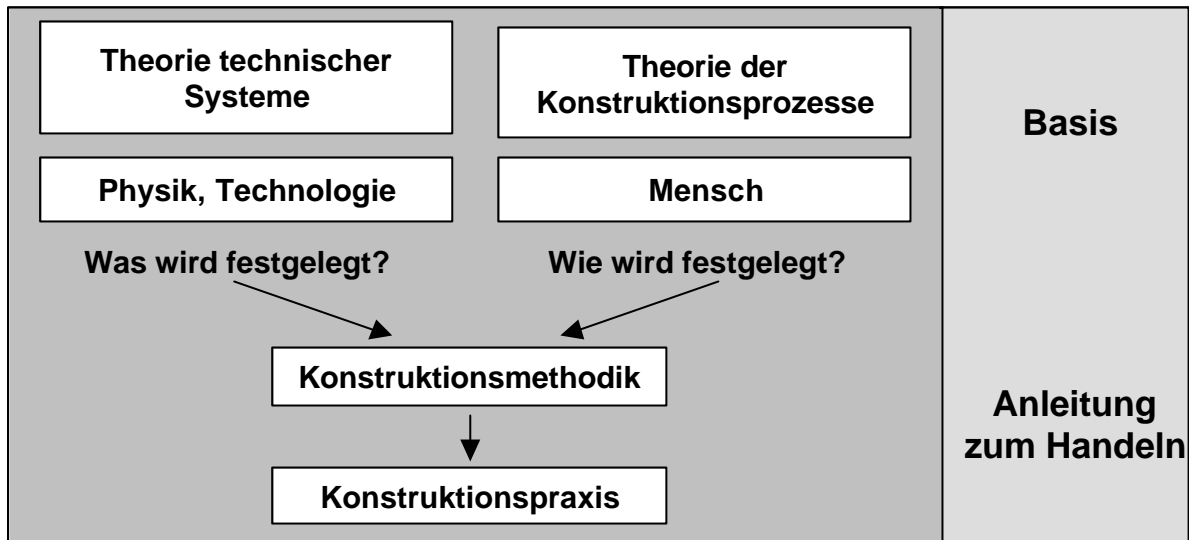 Theorie technischer
Systeme
Theorie der
Konstruktionsprozesse
Basis
Physik, Technologie
Mensch
Was wird festgelegt?
Wie wird festgelegt?
Konstruktionsmethodik
Anleitung
zum Handeln
Konstruktionspraxis